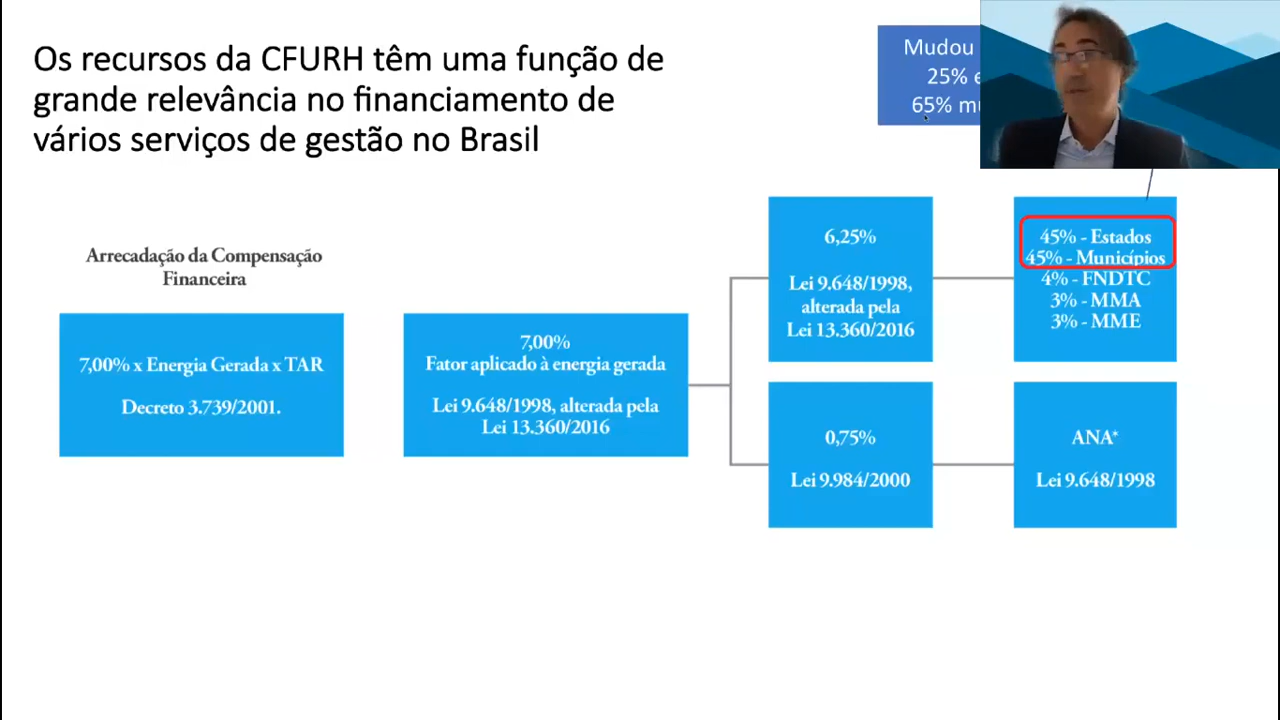 Os recursos da CFURH têm uma função de
grande relevância no financiamento de
vários serviços de gestão no Brasil
Mudou
25%
65%
Arrecadação da Compensação
Financeira
7,00% x Energia Gerada x TAR
Decreto 3.739/2001.
7,00%
Fator aplicado à energia gerada
Lei 9.648/1998, alterada pela
Lei 13.360/2016
6,25%
Lei 9.648/1998,
alterada pela
Lei 13.360/2016
45% - Estados
45% - Municípios
4% - FNDTC
3% - MMA
3% - MME
0,75%
Lei 9.984/2000
ANA*
Lei 9.648/1998